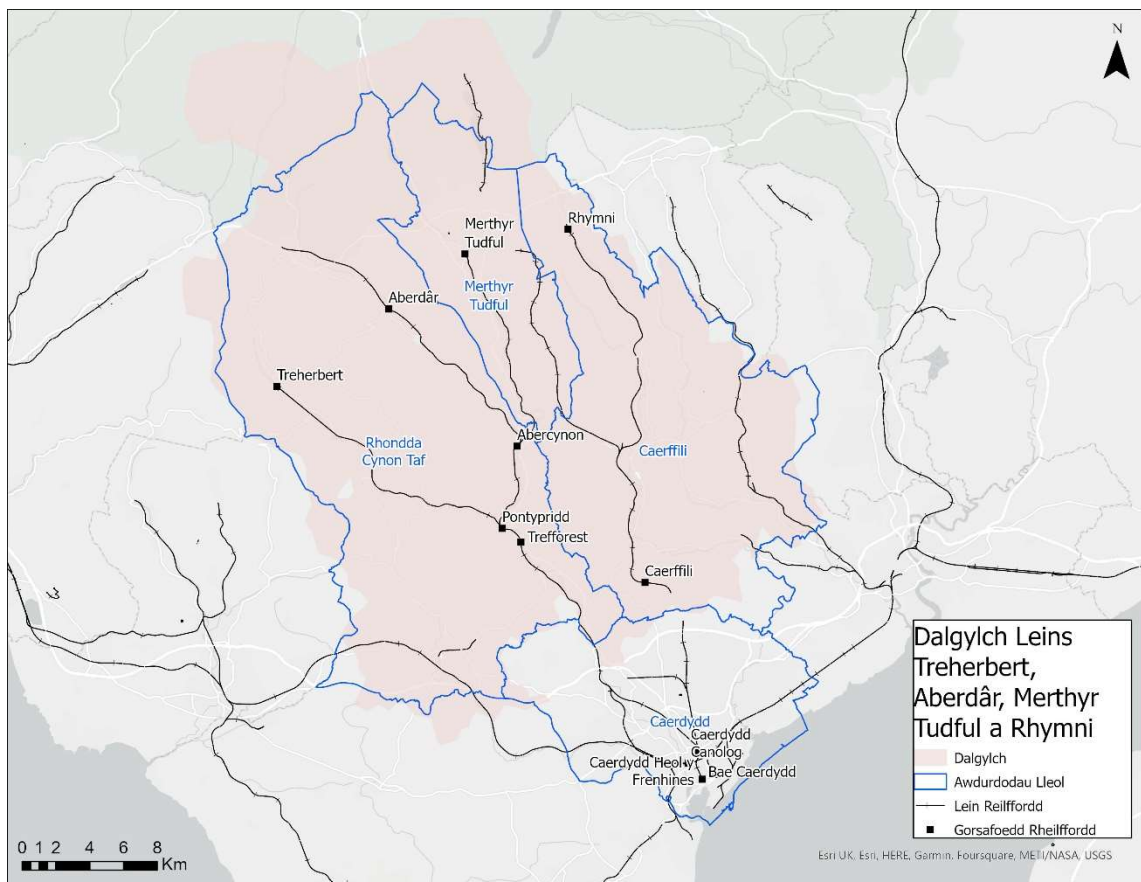 N
Rhymni
Merthyr
Tudful
Merthyr
Tudful
Aberdâr
Treherbert
Abercynon
Rhondda
Cynon Taf
Caerffili
Pontypridd
Trefforest
Caerffili
Caerdydd
Caerdydd
Canolog
Caerdydd Heol y
Frenhines
Bae Caerdydd
Dalgylch Leins
Treherbert,
Aberdâr, Merthyr
Tudful a Rhymni
Dalgylch
Awdurdodau Lleol
Lein Reilffordd
Gorsafoedd Rheilffordd
0 1 2 4 6 8
Km
Esri UK, Esri, HERE, Garmin, Foursquare, METI/NASA, USGS